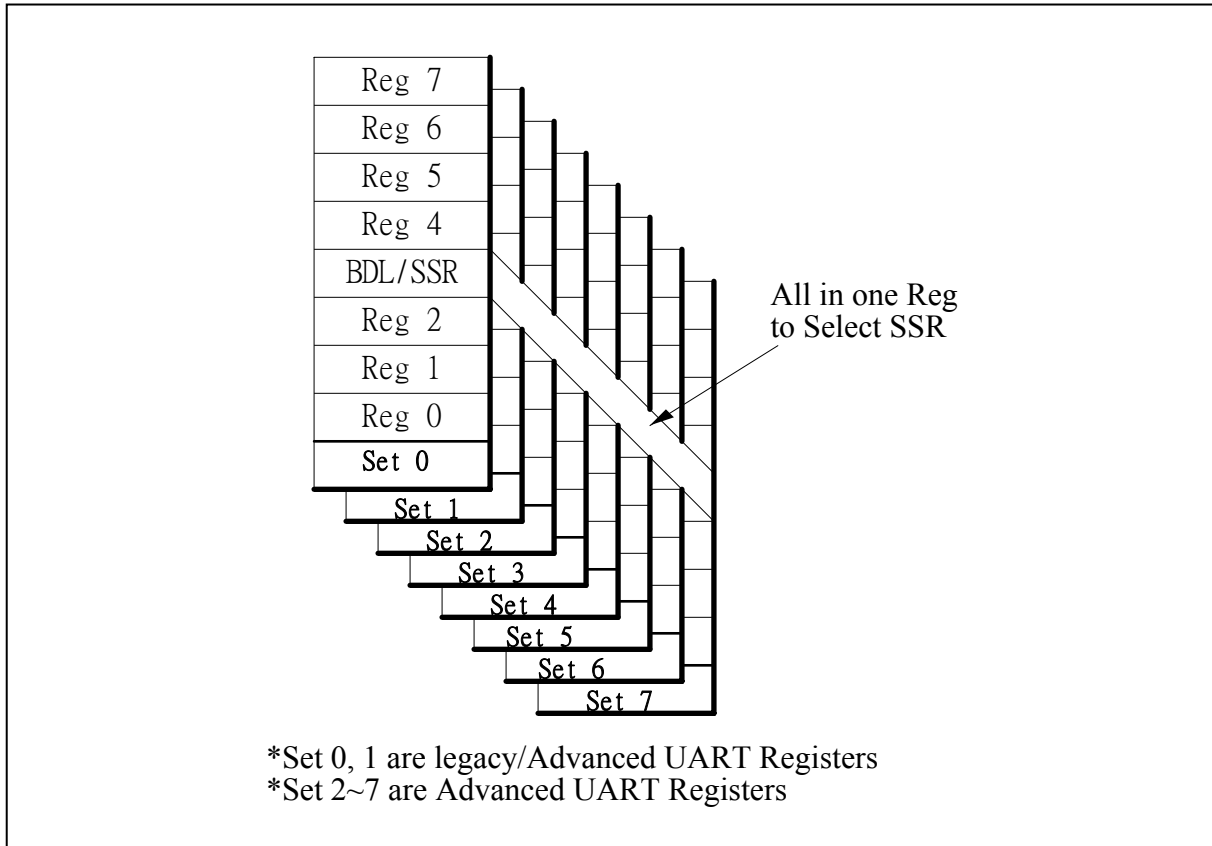 Reg 7
Reg 6
Reg 5
Reg 4
BDL/SSR
Reg 2
Reg 1
Reg 0
Set 0
Set 1
Set 2
Set 3
Set 4
Set 5
Set 6
Set 7
All in one Reg
to Select SSR
*Set 0, 1 are legacy/Advanced UART Registers
*Set 2~7 are Advanced UART Registers